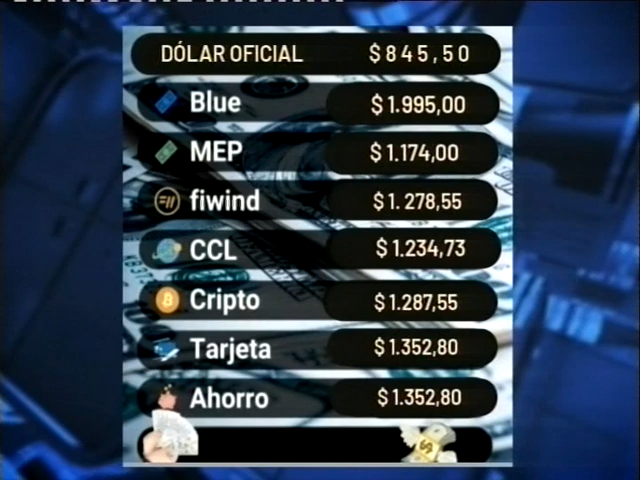 DÓLAR OFICIAL $845,50
Blue $1.995,00
MEP $1.174,00
fiwind $1.278,55
CCL $1.234,73
Cripto $1.287,55
Tarjeta $1.352,80
Ahorro $1.352,80